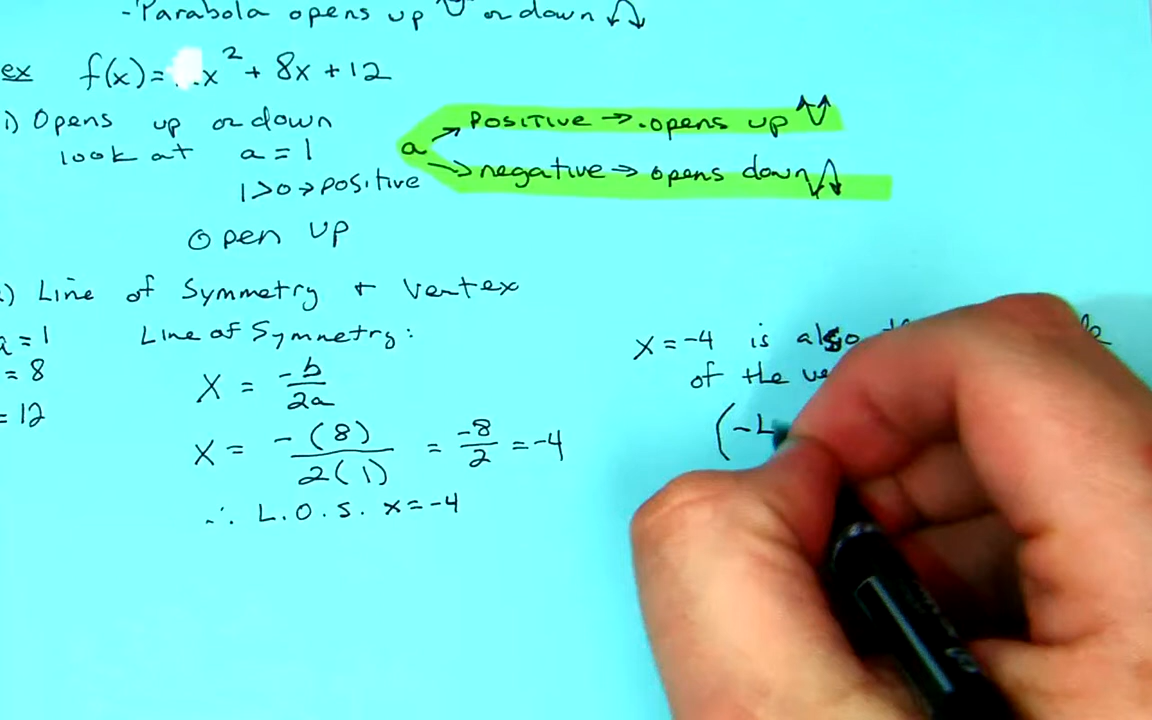 -Parabola opens up or down
ex f(x)= x² + 8x + 12
i) Opens up or down
look at a = 1
1>0→positive
open up
a
Positive → .opens up
negative → opens down
) Line of Symmetry + Vertex
a = 1
= 8
= 12
Line of Symmetry:
X = -b/2a
X = -(8)/2(1) = -8/2 = -4
∴ L.O.S. x=-4
x = -4 is also
of the
(-4